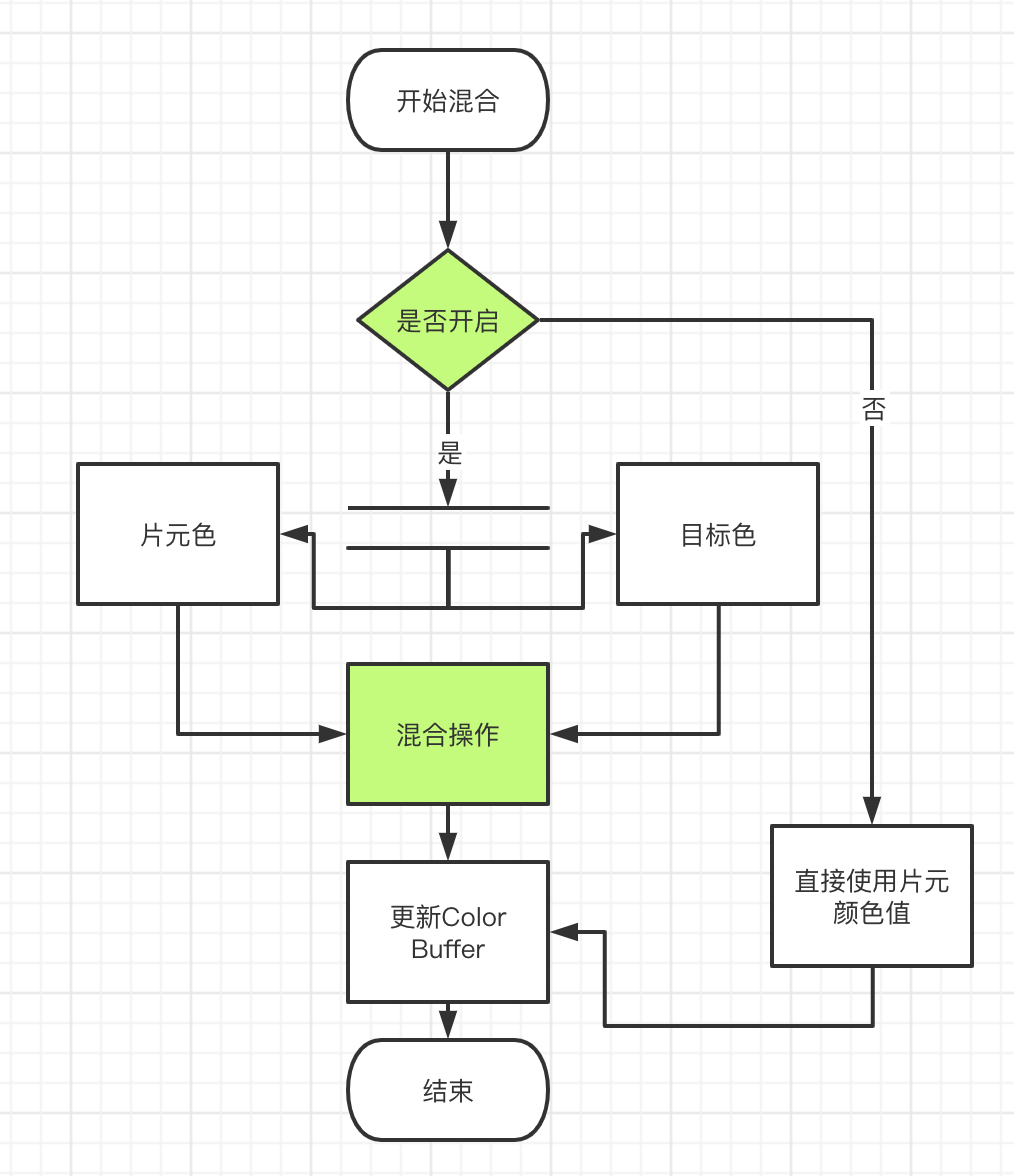 开始混合
是否开启
否
是
片元色
目标色
混合操作
直接使用片元
颜色值
更新Color
Buffer
结束